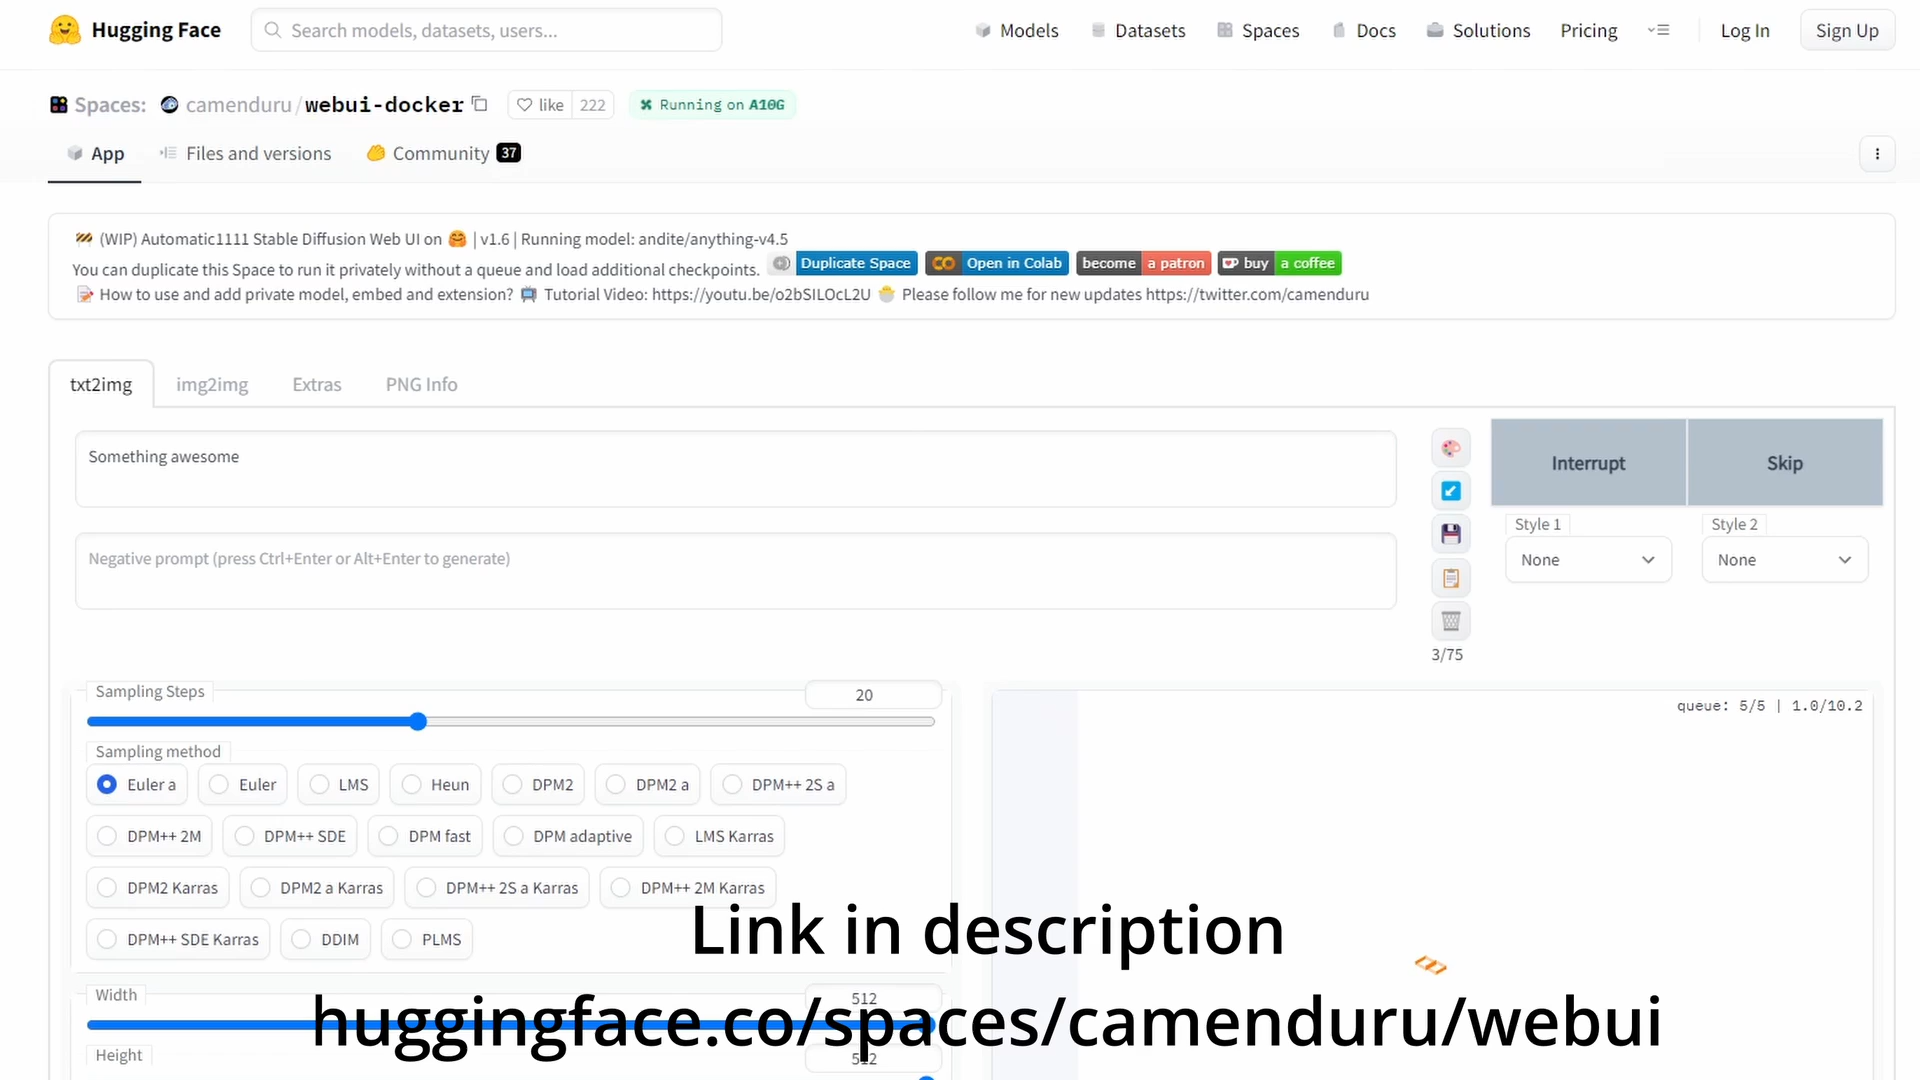 Hugging Face
Search models, datasets, users...
Models
Datasets
Spaces
Docs
Solutions
Pricing
Log In
Sign Up
Spaces:
camenduru/webui-docker
like
222
Running on A10G
App
Files and versions
Community 37
(WIP) Automatic1111 Stable Diffusion Web UI on 🤗 | v1.6 | Running model: andite/anything-v4.5
You can duplicate this Space to run it privately without a queue and load additional checkpoints.
Duplicate Space
Open in Colab
become a patron
buy a coffee
How to use and add private model, embed and extension? 📺 Tutorial Video: https://youtu.be/o2bSILOcL2U 🐣 Please follow me for new updates https://twitter.com/camenduru
txt2img
img2img
Extras
PNG Info
Something awesome
Negative prompt (press Ctrl+Enter or Alt+Enter to generate)
Interrupt
Skip
Style 1
None
Style 2
None
3/75
Sampling Steps
20
queue: 5/5 | 1.0/10.2
Sampling method
Euler a
Euler
LMS
Heun
DPM2
DPM2 a
DPM++ 2S a
DPM++ 2M
DPM++ SDE
DPM fast
DPM adaptive
LMS Karras
DPM2 Karras
DPM2 a Karras
DPM++ 2S a Karras
DPM++ 2M Karras
DPM++ SDE Karras
DDIM
PLMS
Width
512
Height
512
Link in description
huggingface.co/spaces/camenduru/webui